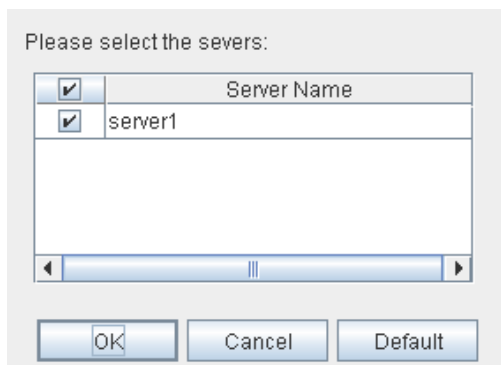 Please select the severs:
Server Name
server1
OK Cancel Default